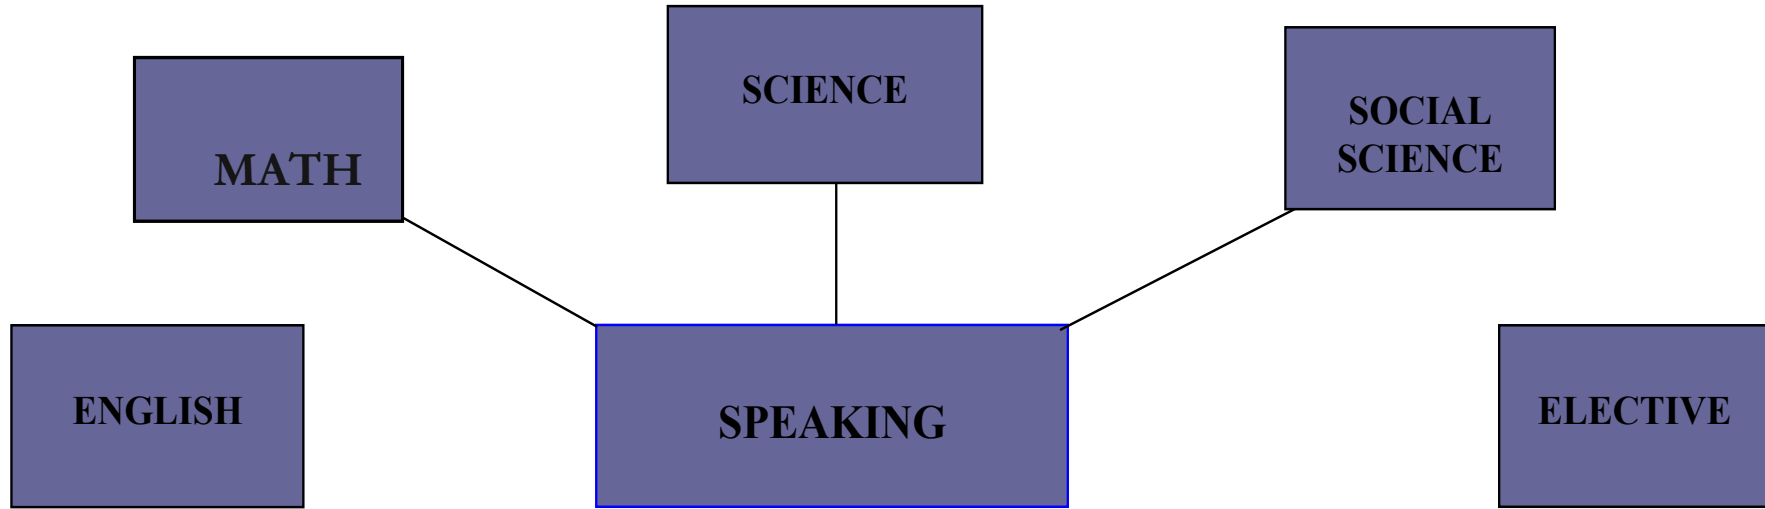 SCIENCE
MATH
SOCIAL
SCIENCE
ENGLISH
SPEAKING
ELECTIVE